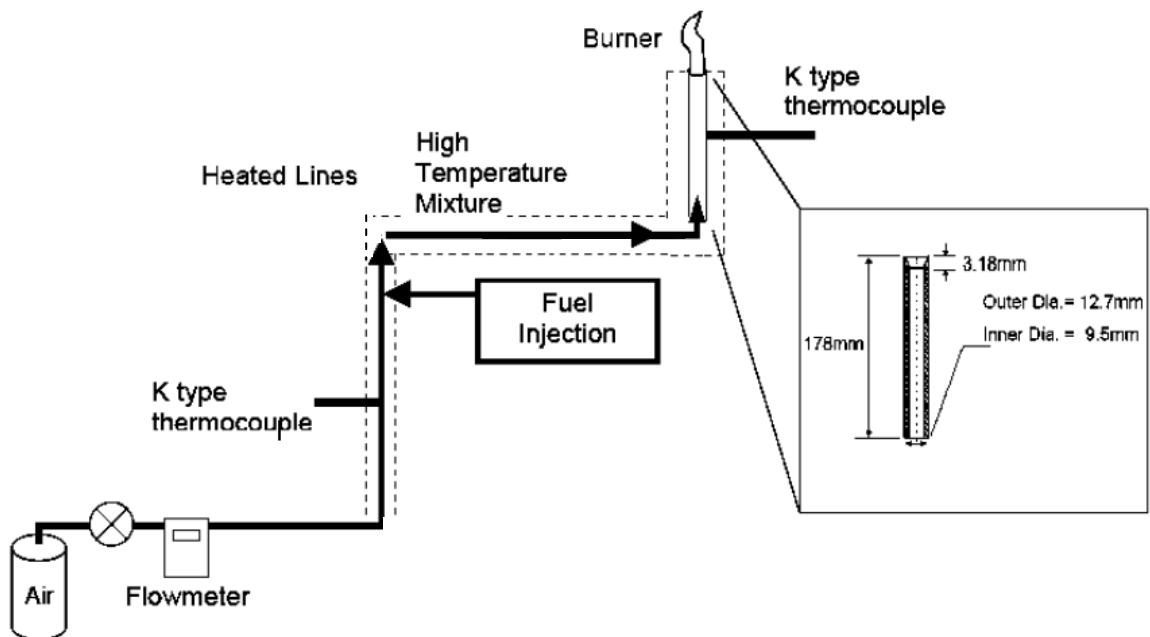 Burner
K type
thermocouple
High
Temperature
Mixture
Heated Lines
3.18mm
Fuel
Injection
Outer Dia.= 12.7mm
178mm
Inner Dia. = 9.5mm
K type
thermocouple
Air
Flowmeter